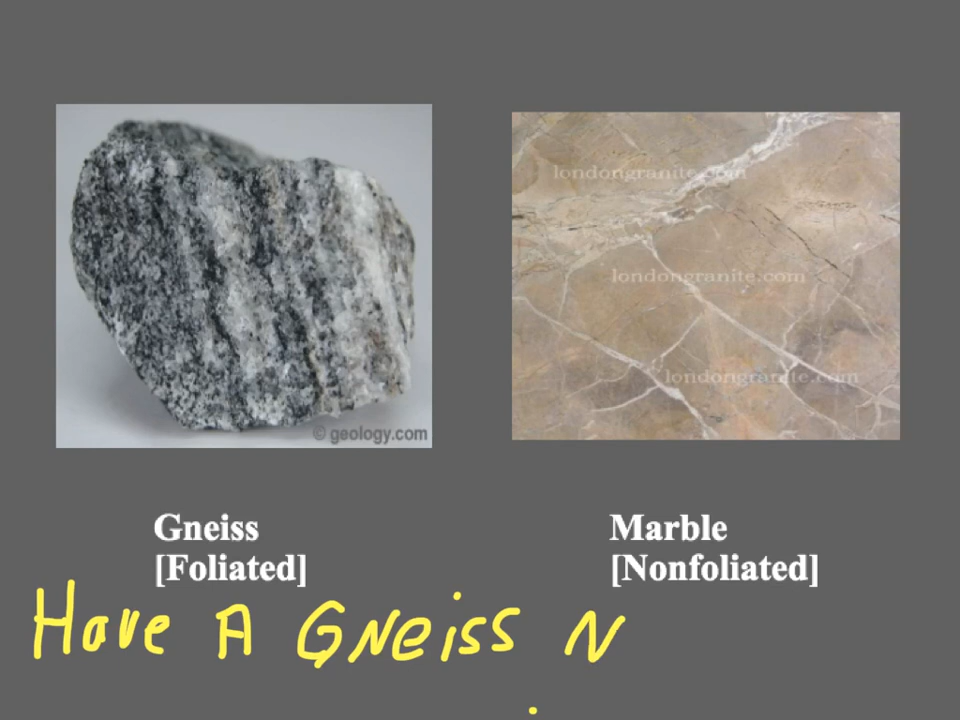 londongranite.com
londongranite.com
londongranite.com
© geology.com
Gneiss
[Foliated]
Marble
[Nonfoliated]
Have A Gneiss N